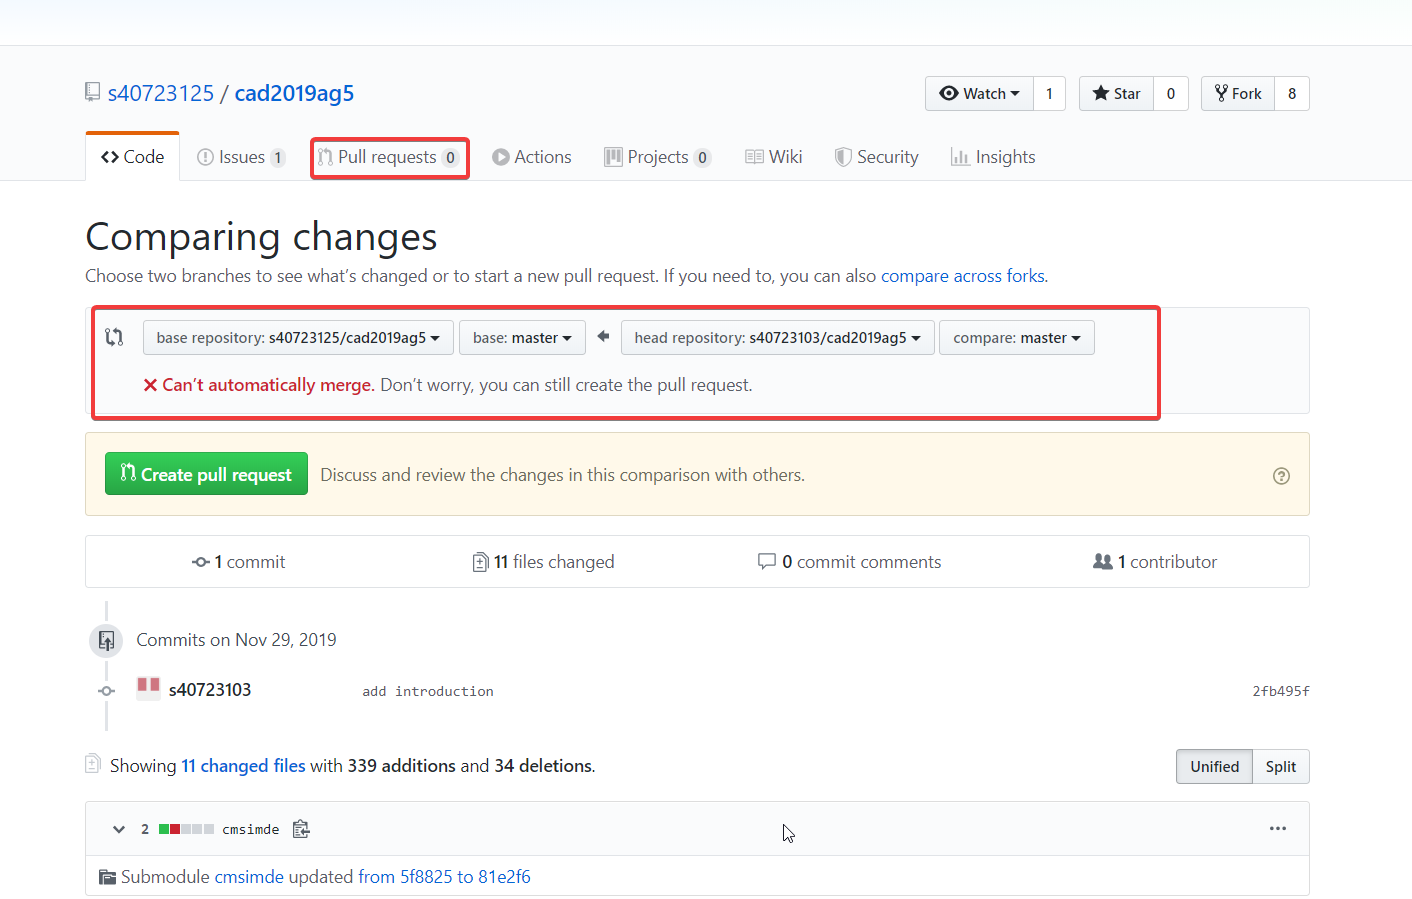 s40723125 / cad2019ag5 Watch 1 Star 0 Fork 8
Code Issues 1 Pull requests 0 Actions Projects 0 Wiki Security Insights
Comparing changes
Choose two branches to see what's changed or to start a new pull request. If you need to, you can also compare across forks.
base repository: s40723125/cad2019ag5 base: master head repository: s40723103/cad2019ag5 compare: master
Can't automatically merge. Don't worry, you can still create the pull request.
Create pull request Discuss and review the changes in this comparison with others.
1 commit 11 files changed 0 commit comments 1 contributor
Commits on Nov 29, 2019
s40723103 add introduction 2fb495f
Showing 11 changed files with 339 additions and 34 deletions. Unified Split
2 cmsimde
Submodule cmsimde updated from 5f8825 to 81e2f6